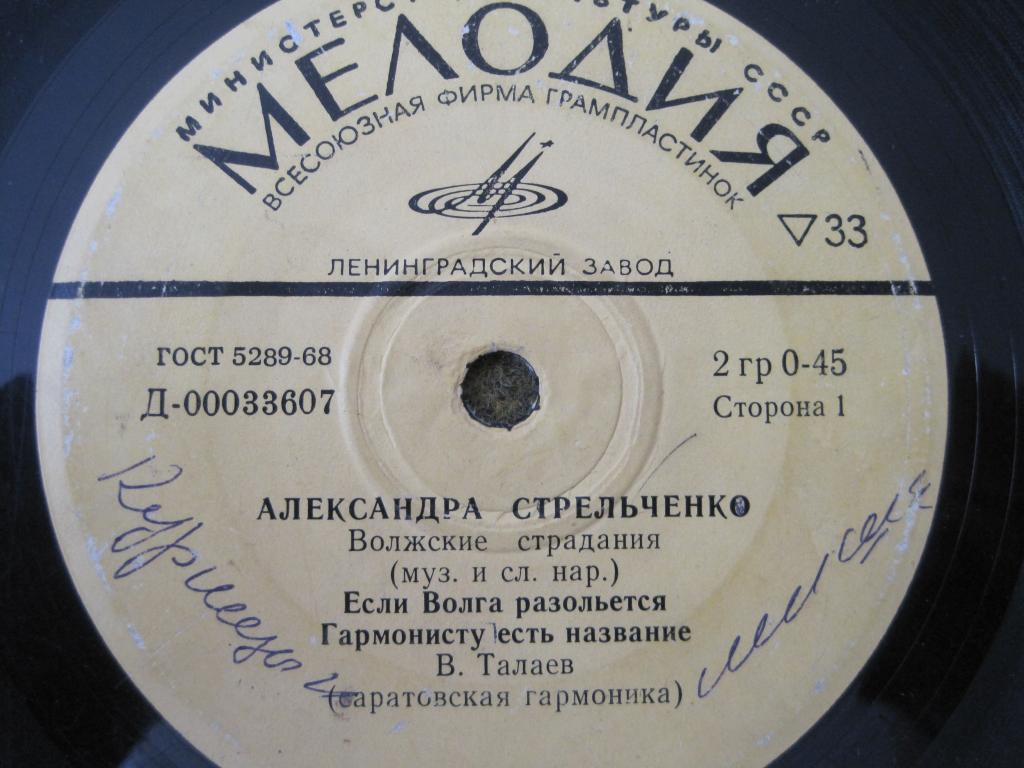 МИНИСТЕРСТВО КУЛЬТУРЫ СССР
МЕЛОДИЯ
ВСЕСОЮЗНАЯ ФИРМА ГРАМПЛАСТИНОК
▽33
ЛЕНИНГРАДСКИЙ ЗАВОД
ГОСТ 5289-68
2 гр 0-45
Д-00033607
Сторона 1
АЛЕКСАНДРА СТРЕЛЬЧЕНКО
Волжские страдания
(муз. и сл. нар.)
Если Волга разольется
Гармонисту есть название
В. Талаев
(саратовская гармоника)